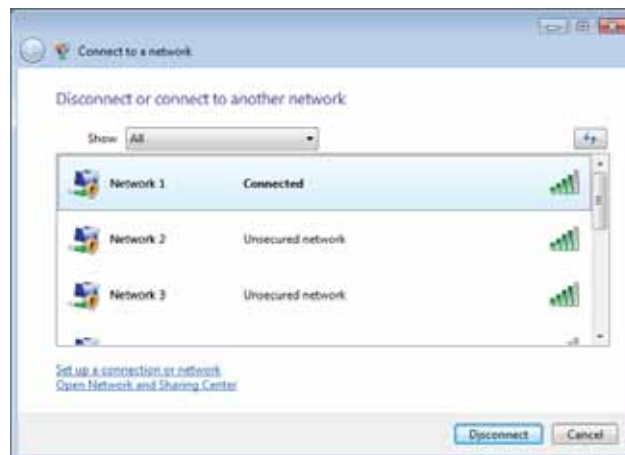 Connect to a network
Disconnect or connect to another network
Show All
Network 1 Connected
Network 2 Unsecured network
Network 3 Unsecured network
Set up a connection or network
Open Network and Sharing Center
Disconnect Cancel